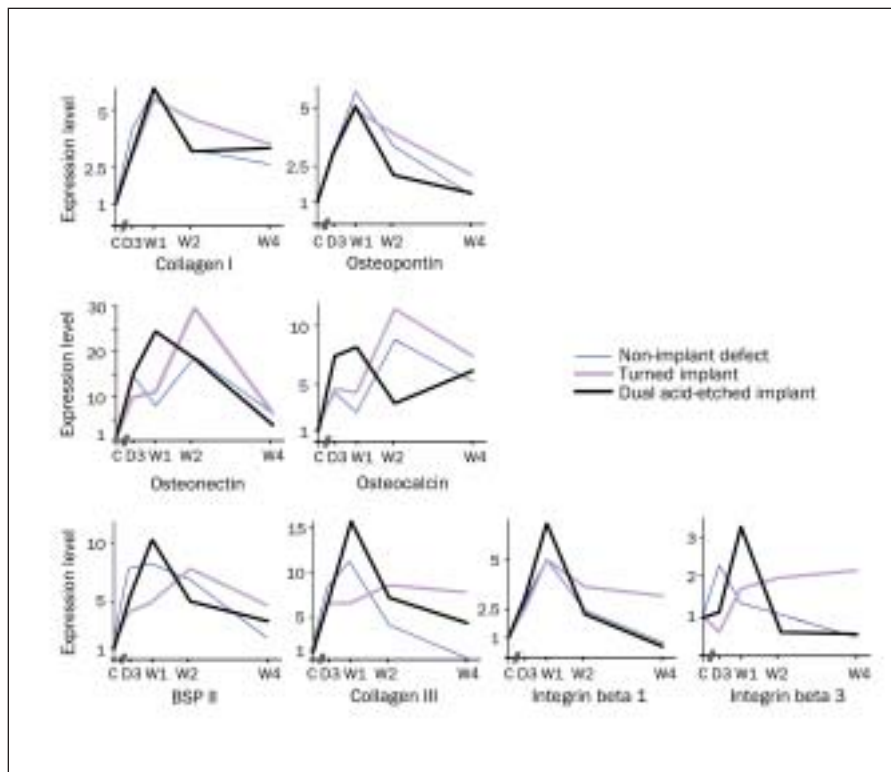 Expression level
5
2.5
1
C D3 W1 W2 W4
Collagen I
5
2.5
1
C D3 W1 W2 W4
Osteopontin
Expression level
30
20
10
1
C D3 W1 W2 W4
Osteonectin
10
5
1
C D3 W1 W2 W4
Osteocalcin
Non-implant defect
Turned implant
Dual acid-etched implant
Expression level
10
5
1
C D3 W1 W2 W4
BSP II
15
10
5
1
C D3 W1 W2 W4
Collagen III
5
2.5
1
C D3 W1 W2 W4
Integrin beta 1
3
2
1
C D3 W1 W2 W4
Integrin beta 3